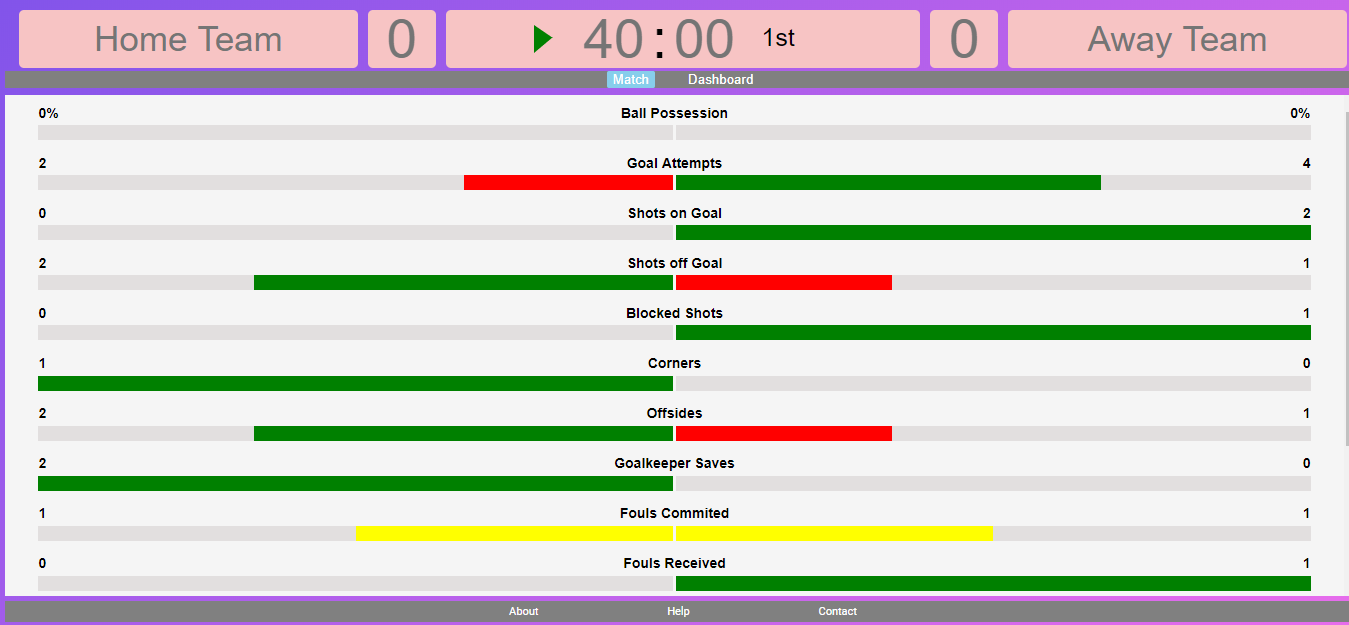 Home Team 0 40:00 1st 0 Away Team
Match Dashboard
0% Ball Possession 0%
2 Goal Attempts 4
0 Shots on Goal 2
2 Shots off Goal 1
0 Blocked Shots 1
1 Corners 0
2 Offsides 1
2 Goalkeeper Saves 0
1 Fouls Commited 1
0 Fouls Received 1
About Help Contact